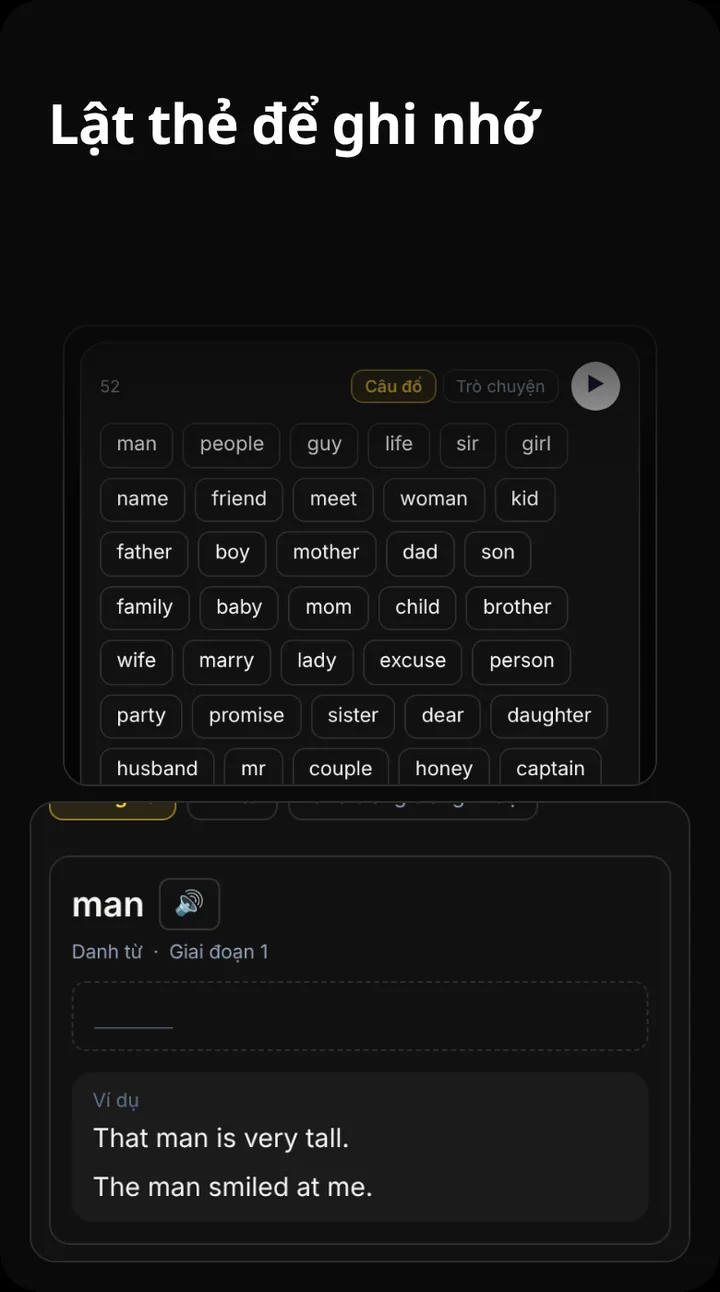 Lật thẻ để ghi nhớ
52 Câu đố Trò chuyện
man people guy life sir girl
name friend meet woman kid
father boy mother dad son
family baby mom child brother
wife marry lady excuse person
party promise sister dear daughter
husband mr couple honey captain
man
Danh từ · Giai đoạn 1
Ví dụ
That man is very tall.
The man smiled at me.